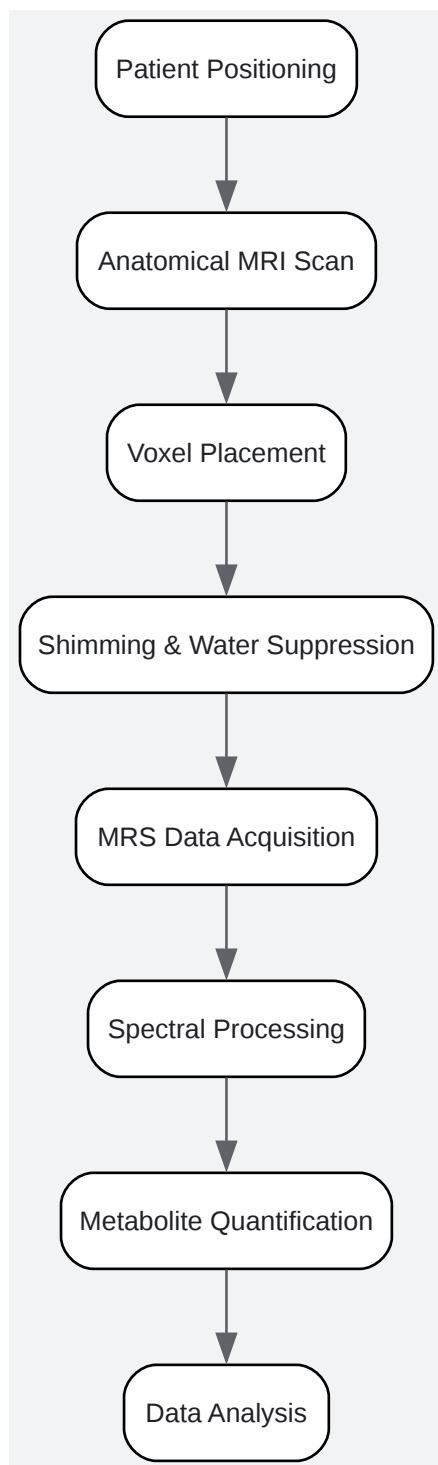 Patient Positioning
Anatomical MRI Scan
Voxel Placement
Shimming & Water Suppression
MRS Data Acquisition
Spectral Processing
Metabolite Quantification
Data Analysis